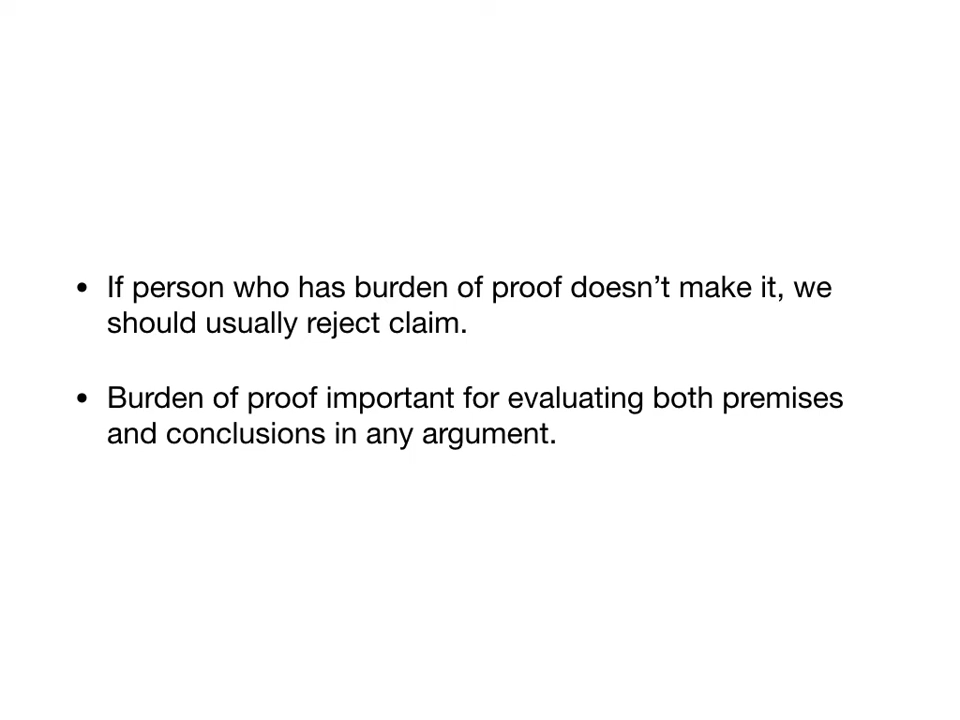 • If person who has burden of proof doesn’t make it, we
should usually reject claim.
• Burden of proof important for evaluating both premises
and conclusions in any argument.